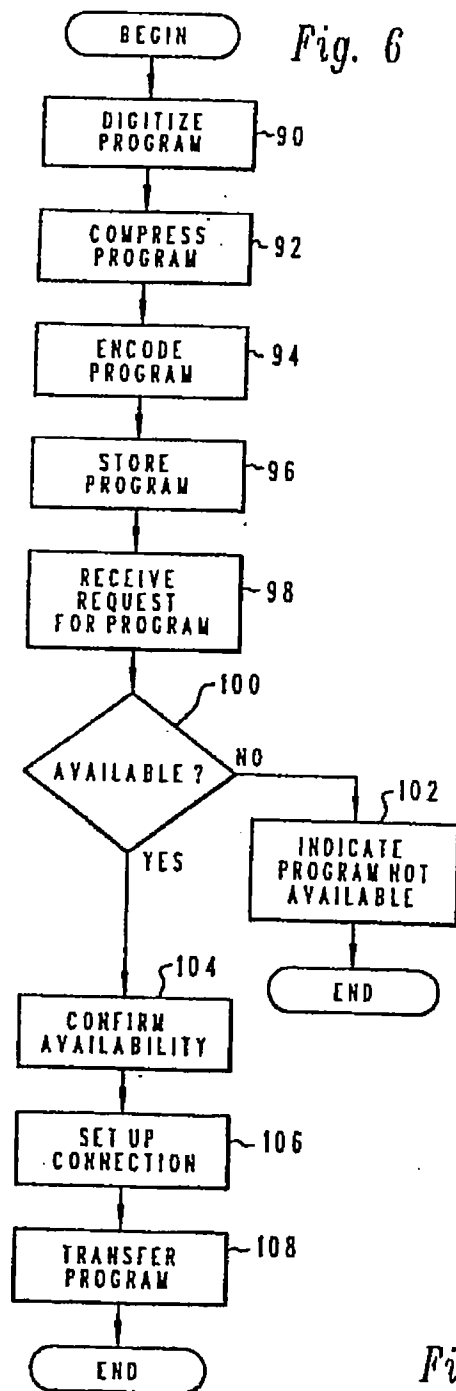 BEGIN
Fig. 6
DIGITIZE
PROGRAM
90
COMPRESS
PROGRAM
92
ENCODE
PROGRAM
94
STORE
PROGRAM
96
RECEIVE
REQUEST
FOR PROGRAM
98
100
AVAILABLE ?
NO
YES
102
INDICATE
PROGRAM NOT
AVAILABLE
END
104
CONFIRM
AVAILABILITY
SET UP
CONNECTION
106
TRANSFER
PROGRAM
108
END
Fi